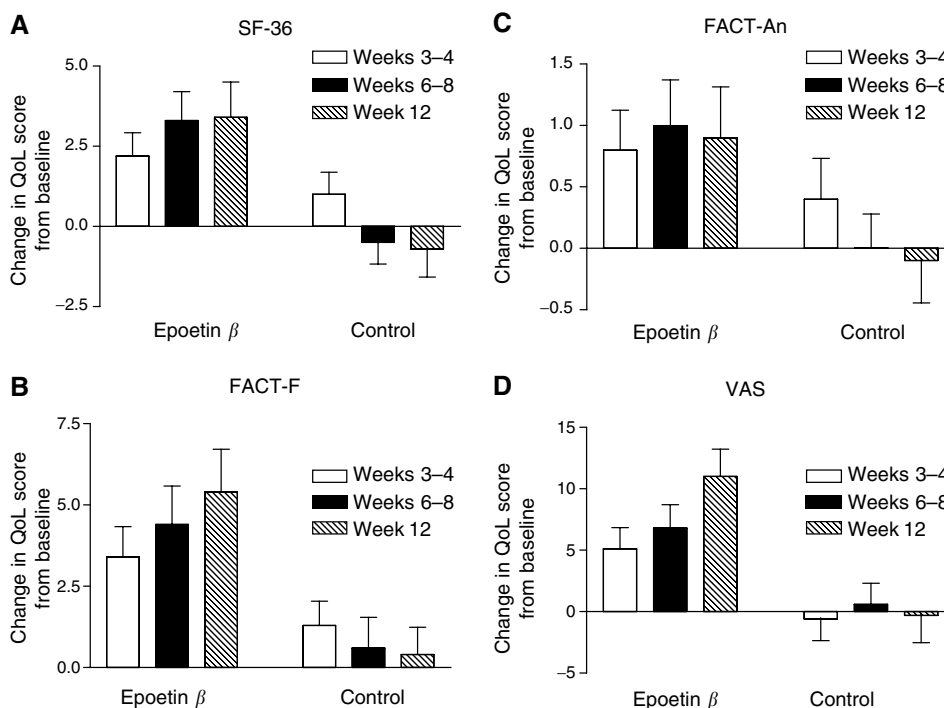 A
SF-36
Weeks 3–4
Weeks 6–8
Week 12
Change in QoL score
from baseline
5.0
2.5
0.0
−2.5
Epoetin β
Control
B
FACT-F
Weeks 3–4
Weeks 6–8
Week 12
Change in QoL score
from baseline
7.5
5.0
2.5
0.0
Epoetin β
Control
C
FACT-An
Weeks 3–4
Weeks 6–8
Week 12
Change in QoL score
from baseline
1.5
1.0
0.5
0.0
−0.5
Epoetin β
Control
D
VAS
Weeks 3–4
Weeks 6–8
Week 12
Change in QoL score
from baseline
15
10
5
0
−5
Epoetin β
Control